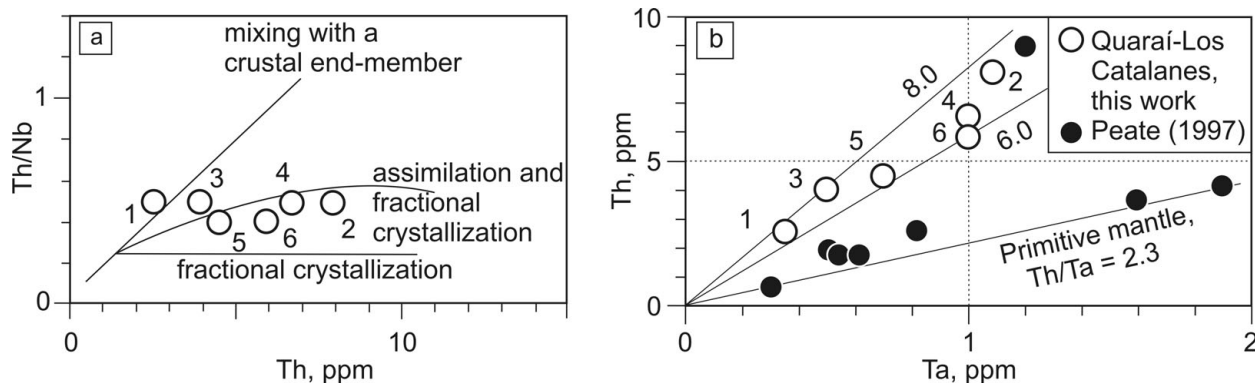 a
mixing with a
crustal end-member
1
Th/Nb
3
4
assimilation and
fractional
crystallization
1
5
6
2
fractional crystallization
0
0
10
Th, ppm
b
10
8.0
Quaraí-Los
Catalanes,
this work
Peate (1997)
2
4
6
6.0
5
Th, ppm
5
3
1
Primitive mantle,
Th/Ta = 2.3
0
0
1
2
Ta, ppm